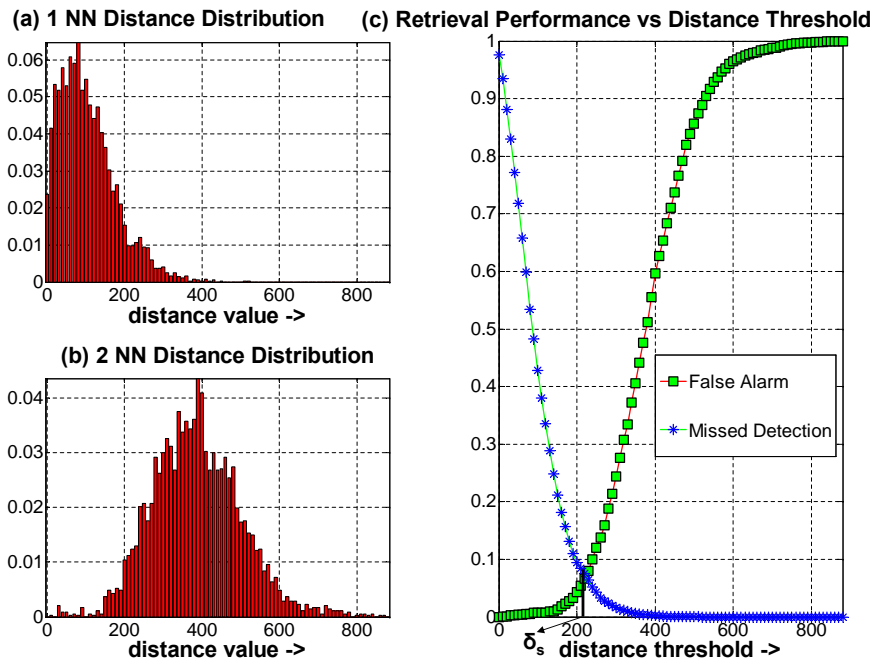 (a) 1 NN Distance Distribution
0.06
0.05
0.04
0.03
0.02
0.01
0
0 200 400 600 800
distance value ->
(b) 2 NN Distance Distribution
0.04
0.03
0.02
0.01
0
0 200 400 600 800
distance value ->
(c) Retrieval Performance vs Distance Threshold
1
0.9
0.8
0.7
0.6
0.5
0.4
0.3
0.2
0.1
0
0 200 400 600 800
δs
distance threshold ->
False Alarm
Missed Detection